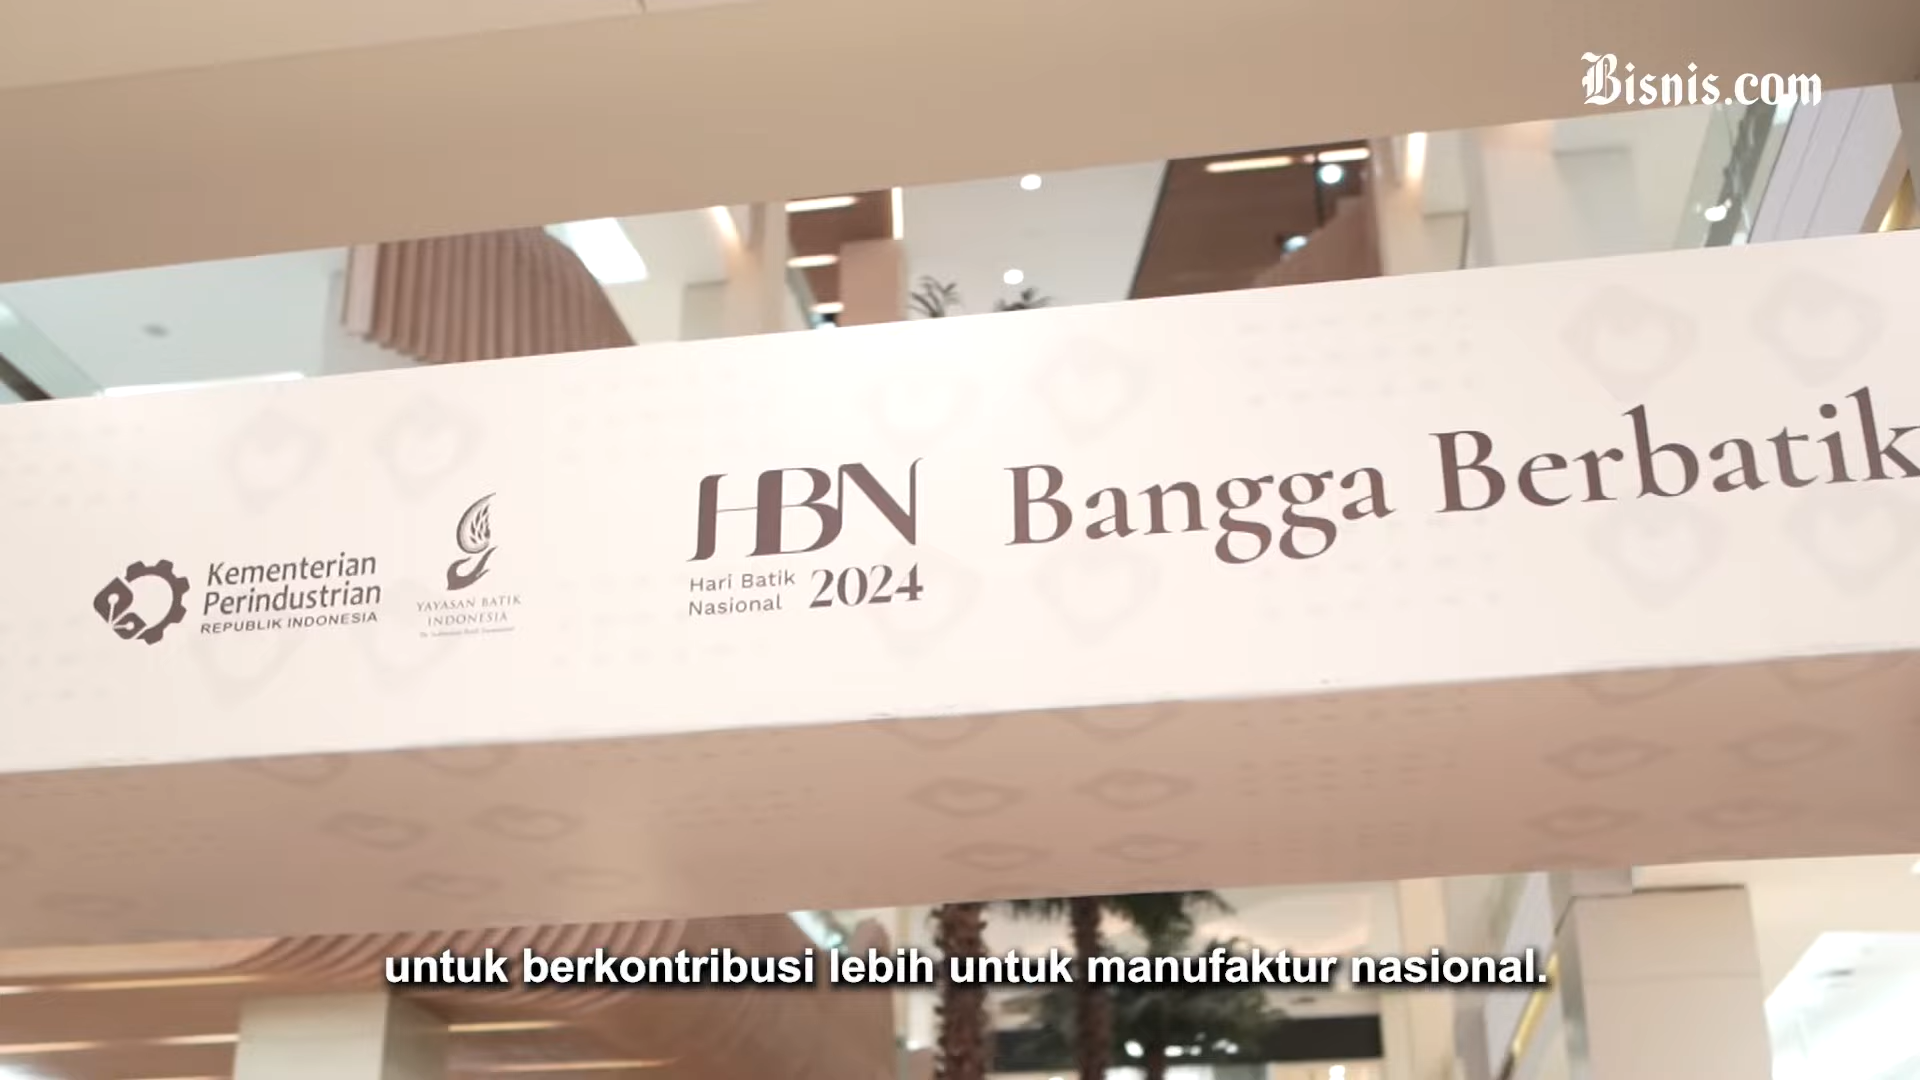 Bisnis.com
HBN
Bangga Berbatik
Kementerian
Perindustrian
REPUBLIK INDONESIA
YAYASAN BATIK
INDONESIA
Hari Batik
Nasional
2024
untuk berkontribusi lebih untuk manufaktur nasional.